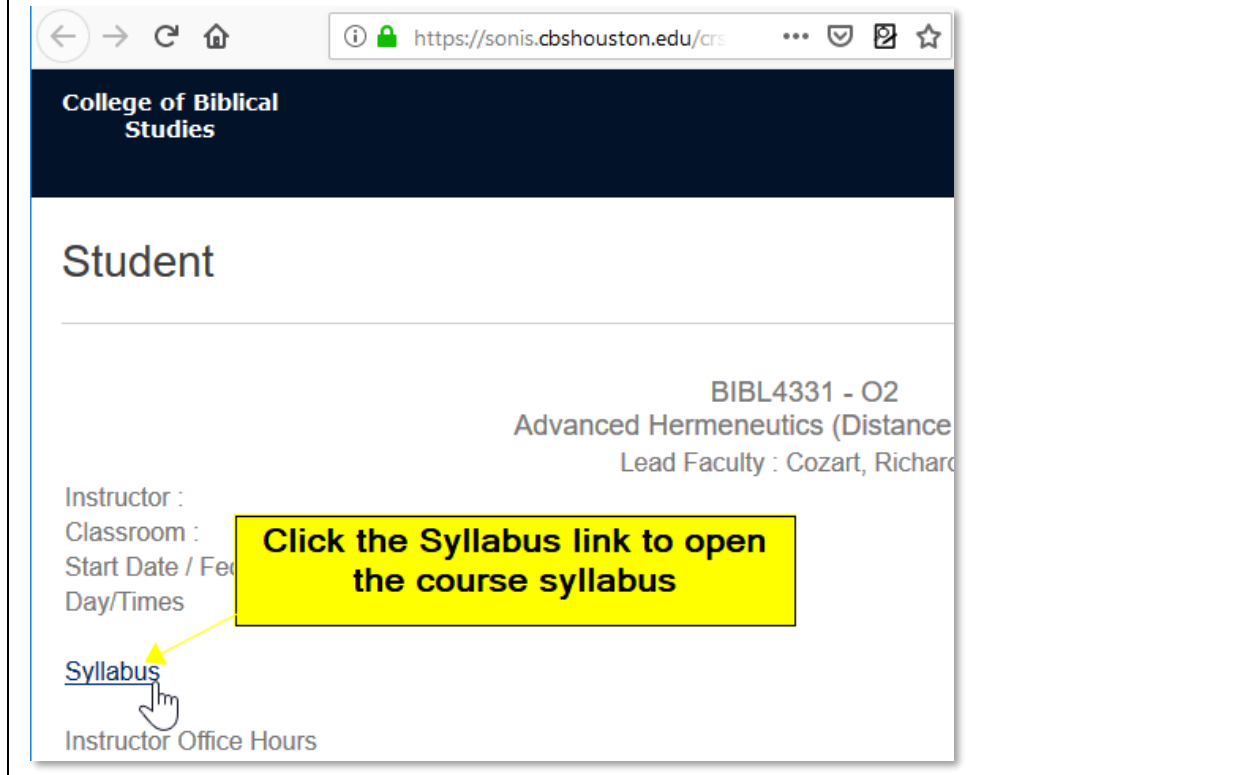 https://sonis.cbshouston.edu/crs
College of Biblical
Studies
Student
BIBL4331 - O2
Advanced Hermeneutics (Distance
Lead Faculty : Cozart, Richard
Instructor :
Classroom :
Start Date / Fe
Day/Times
Click the Syllabus link to open
the course syllabus
Syllabus
Instructor Office Hours